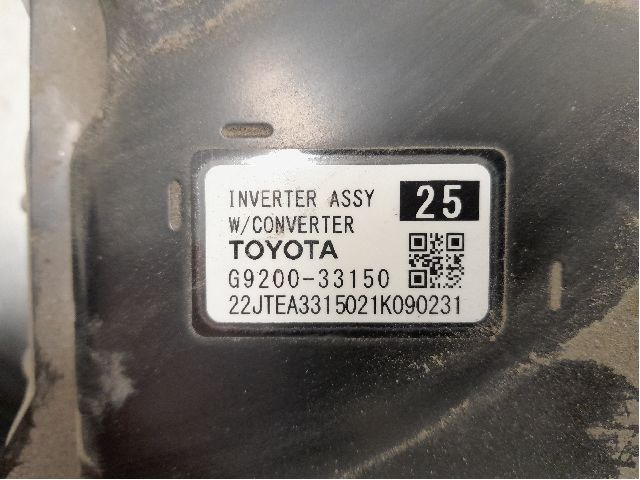 INVERTER ASSY 25
W/CONVERTER
TOYOTA
G9200-33150
22JTEA3315021K090231